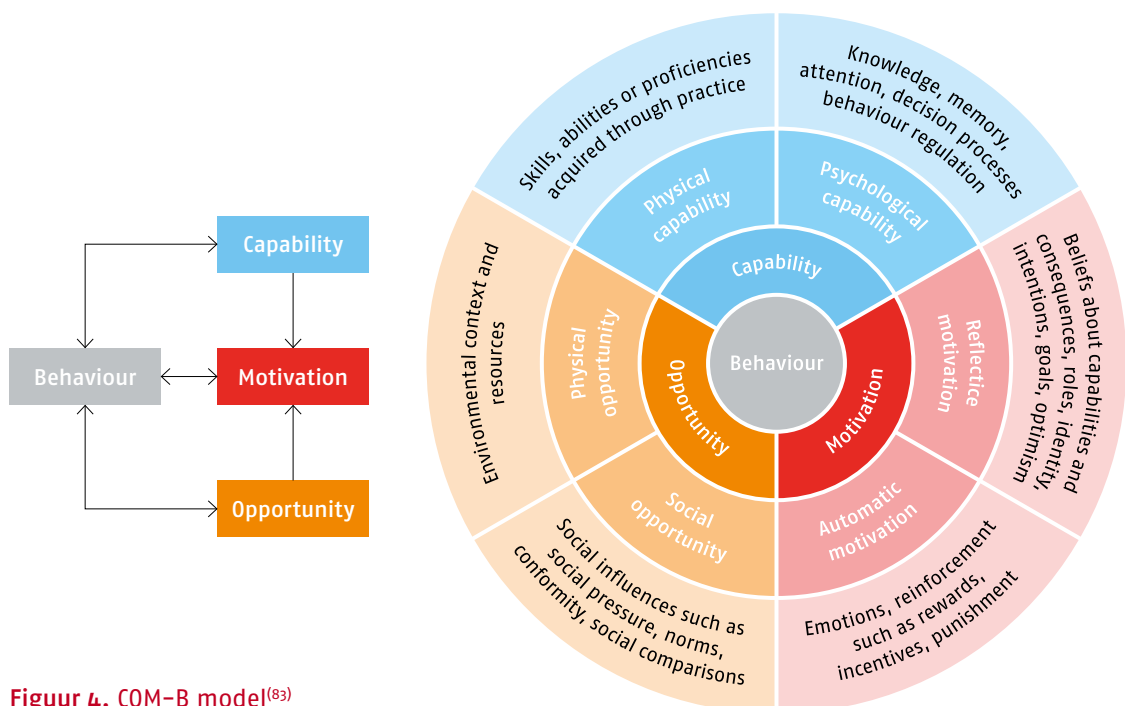 Capability
Behaviour
Motivation
Opportunity
Skills, abilities or proficiencies
acquired through practice
Knowledge, memory,
attention, decision processes
behaviour regulation
Physical
capability
Psychological
capability
Capability
Environmental context and
resources
Physical
opportunity
Opportunity
Behaviour
Motivation
Reflectice
motivation
Beliefs about capabilities and
consequences, roles, identity,
intentions, goals, optimism
Social
opportunity
Automatic
motivation
Social influences such as
social pressure, norms,
conformity, social comparisons
Emotions, reinforcement
such as rewards,
incentives, punishment
Figuur 4. COM-B model(83)